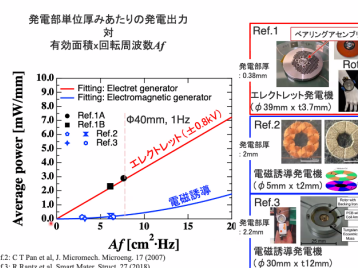 発電部単位厚みあたりの発電出力
対
有効面積x回転周波数Af
Average power [mW/mm]
10.0
9.0
8.0
7.0
6.0
5.0
4.0
3.0
2.0
1.0
0.0
Fitting: Electret generator
Fitting: Electromagnetic generator
Ref.1A
Ref.1B
Ref.2
Ref.3
Φ40mm, 1Hz
エレクトレット(±0.8kV)
電磁誘導
0
5
10
15
20
Af [cm²·Hz]
Ref.1
ベアリングアセンブリ
Rot
発電部厚
: 0.38mm
エレクトレット発電機
(φ39mm x t3.7mm)
Ref.2
発電部厚
: 2mm
電磁誘導発電機
(φ5mm x t2mm)
Ref.3
発電部厚
: 2.2mm
25 mm
電磁誘導発電機
(φ30mm x t12mm)
f.2: C T Pan et al, J. Micromech. Microeng. 17 (2007)
f.3: R Rantz et al, Smart Mater. Struct. 27 (2018)